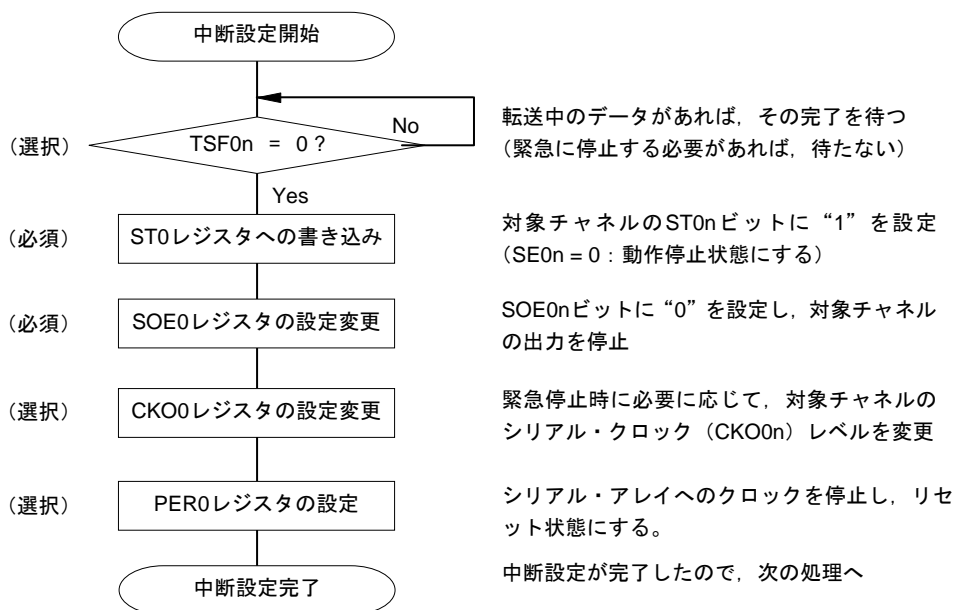 中断設定開始
転送中のデータがあれば，その完了を待つ
（緊急に停止する必要があれば，待たない）
（選択）
TSF0n = 0？
No
Yes
（必須）
ST0レジスタへの書き込み
対象チャネルのST0nビットに“1”を設定
（SE0n = 0：動作停止状態にする）
（必須）
SOE0レジスタの設定変更
SOE0nビットに“0”を設定し，対象チャネル
の出力を停止
（選択）
CKO0レジスタの設定変更
緊急停止時に必要に応じて，対象チャネルの
シリアル・クロック（CKO0n）レベルを変更
（選択）
PER0レジスタの設定
シリアル・アレイへのクロックを停止し，リセ
ット状態にする。
中断設定完了
中断設定が完了したので，次の処理へ